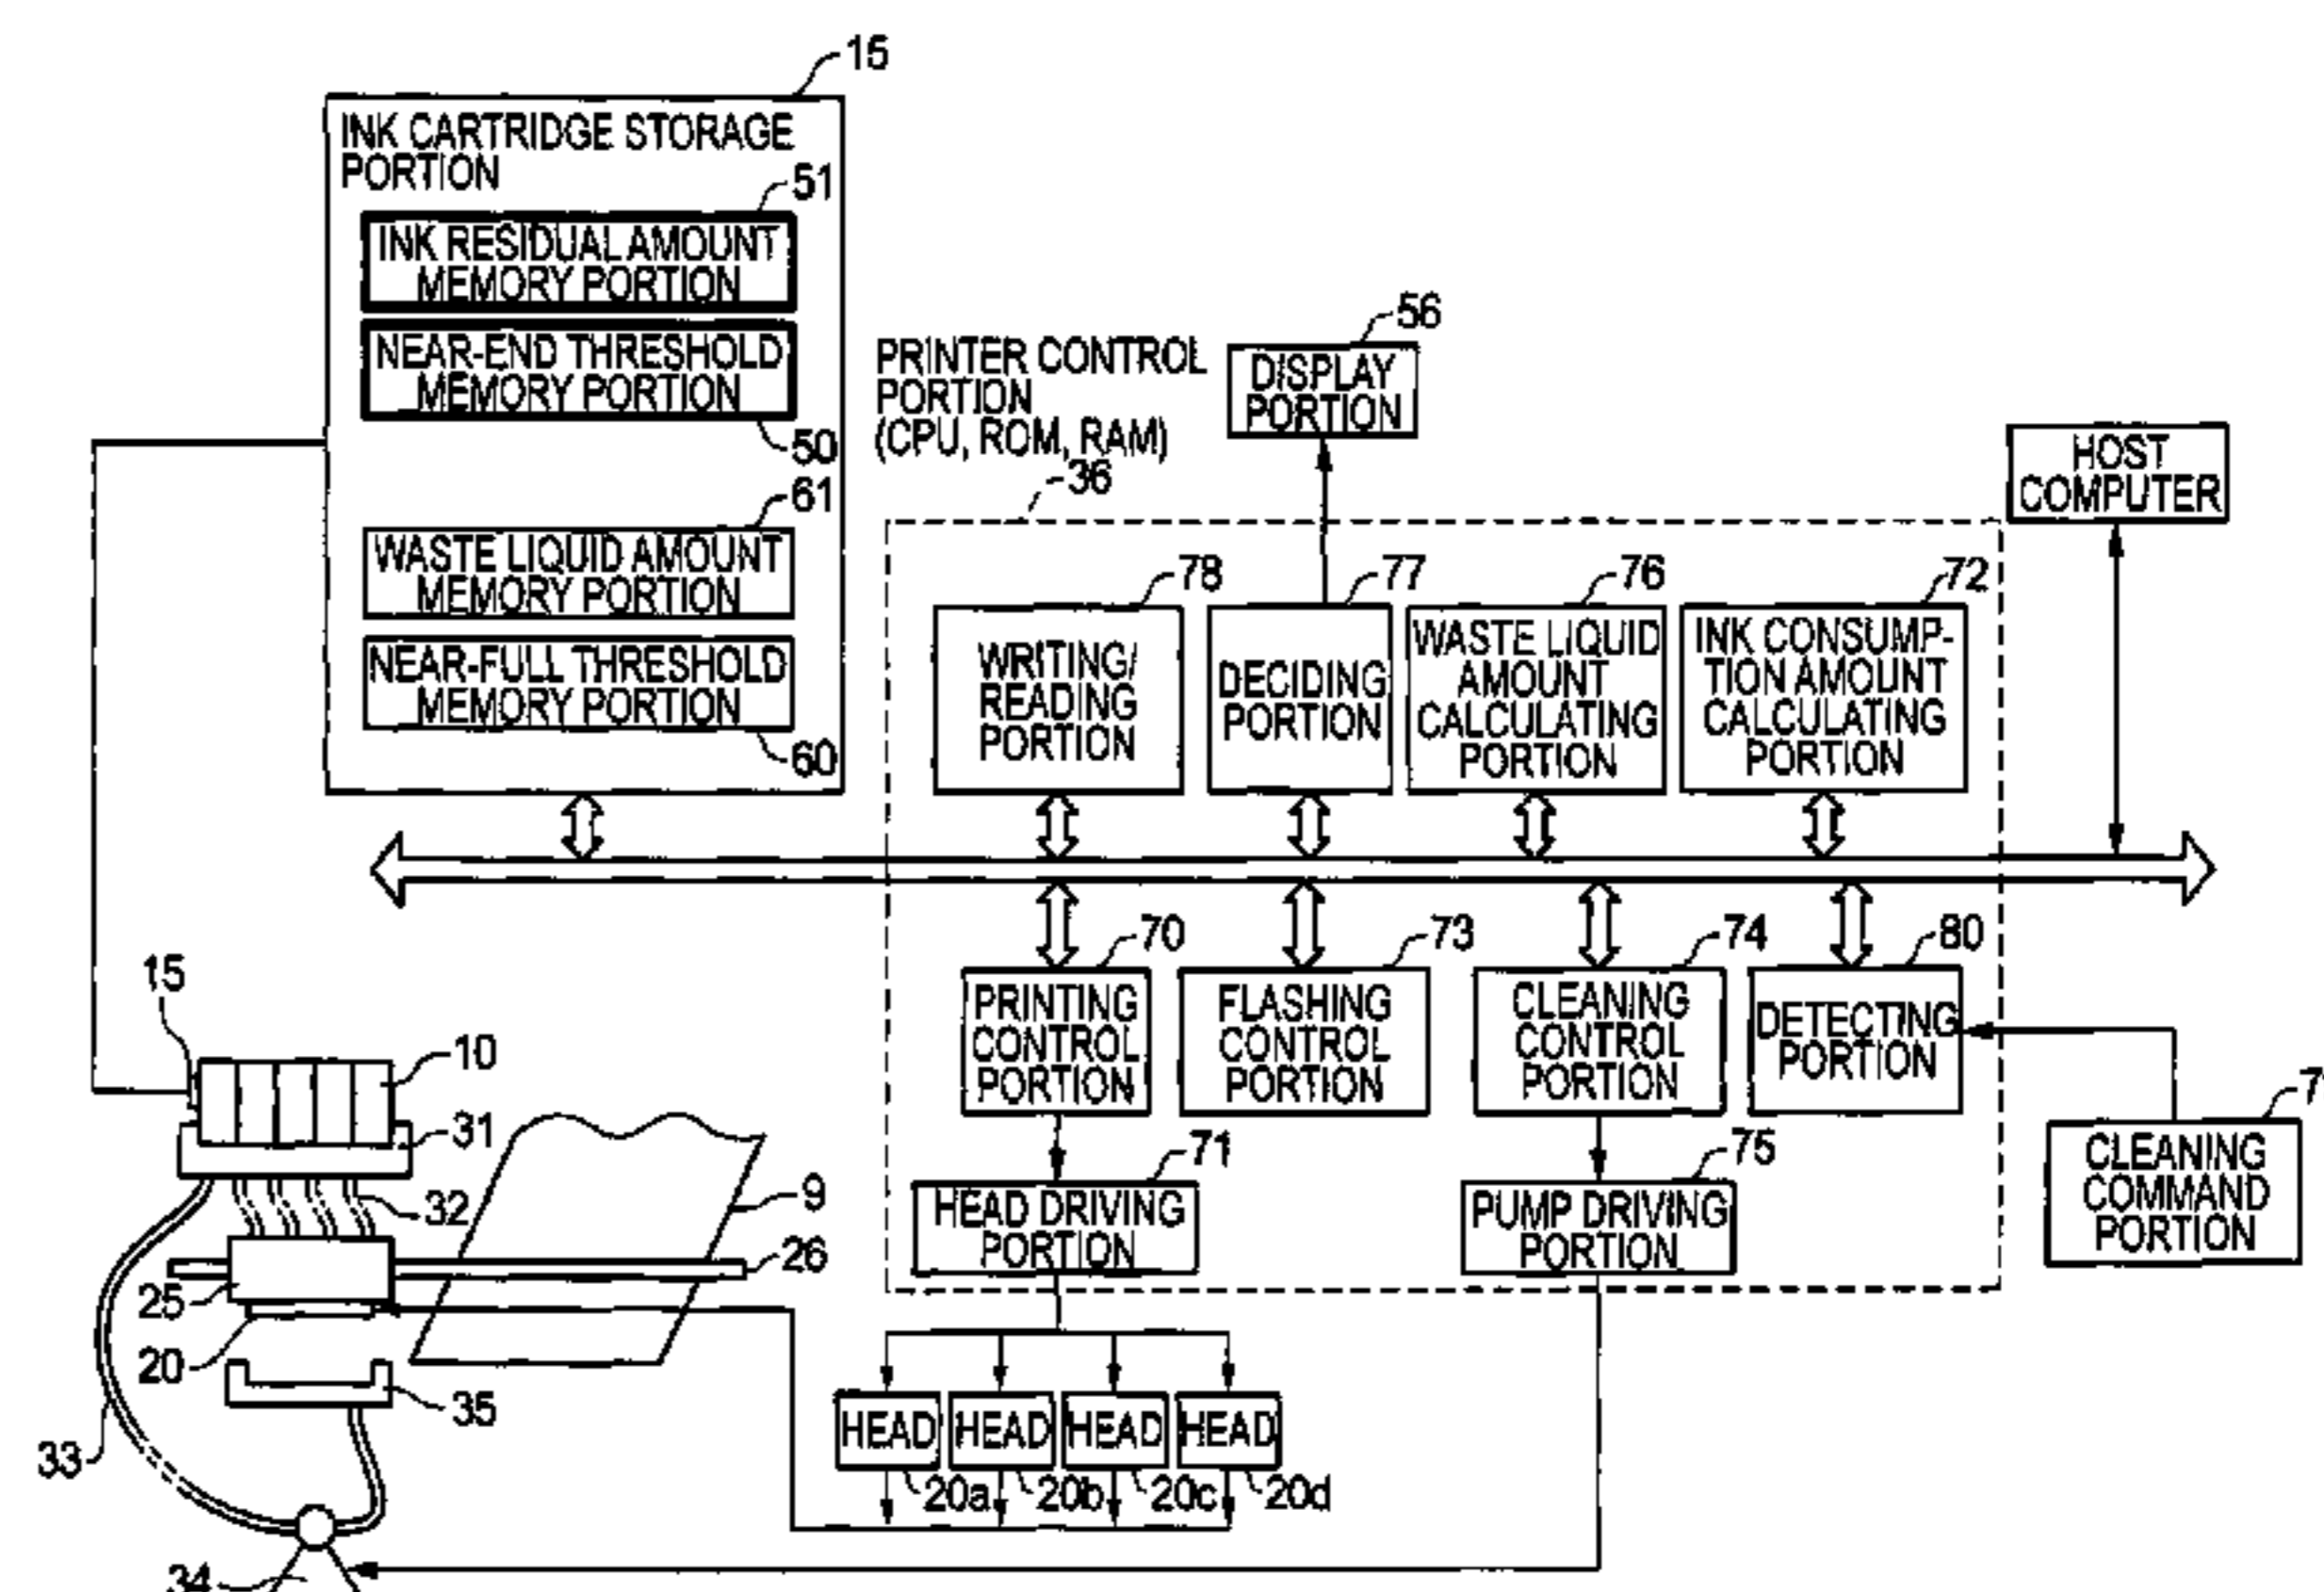 15
INK CARTRIDGE STORAGE
PORTION
51
INK RESIDUAL AMOUNT
MEMORY PORTION
NEAR-END THRESHOLD
MEMORY PORTION
50
61
WASTE LIQUID AMOUNT
MEMORY PORTION
NEAR-FULL THRESHOLD
MEMORY PORTION
60
PRINTER CONTROL
PORTION
(CPU, ROM, RAM)
36
56
DISPLAY
PORTION
HOST
COMPUTER
78
WRITING/
READING
PORTION
77
DECIDING
PORTION
76
WASTE LIQUID
AMOUNT
CALCULATING
PORTION
72
INK CONSUMP-
TION AMOUNT
CALCULATING
PORTION
70
PRINTING
CONTROL
PORTION
73
FLASHING
CONTROL
PORTION
74
CLEANING
CONTROL
PORTION
80
DETECTING
PORTION
7
CLEANING
COMMAND
PORTION
71
HEAD DRIVING
PORTION
75
PUMP DRIVING
PORTION
15
10
31
32
9
26
25
20
35
33
34
HEAD
HEAD
HEAD
HEAD
20a
20b
20c
20d